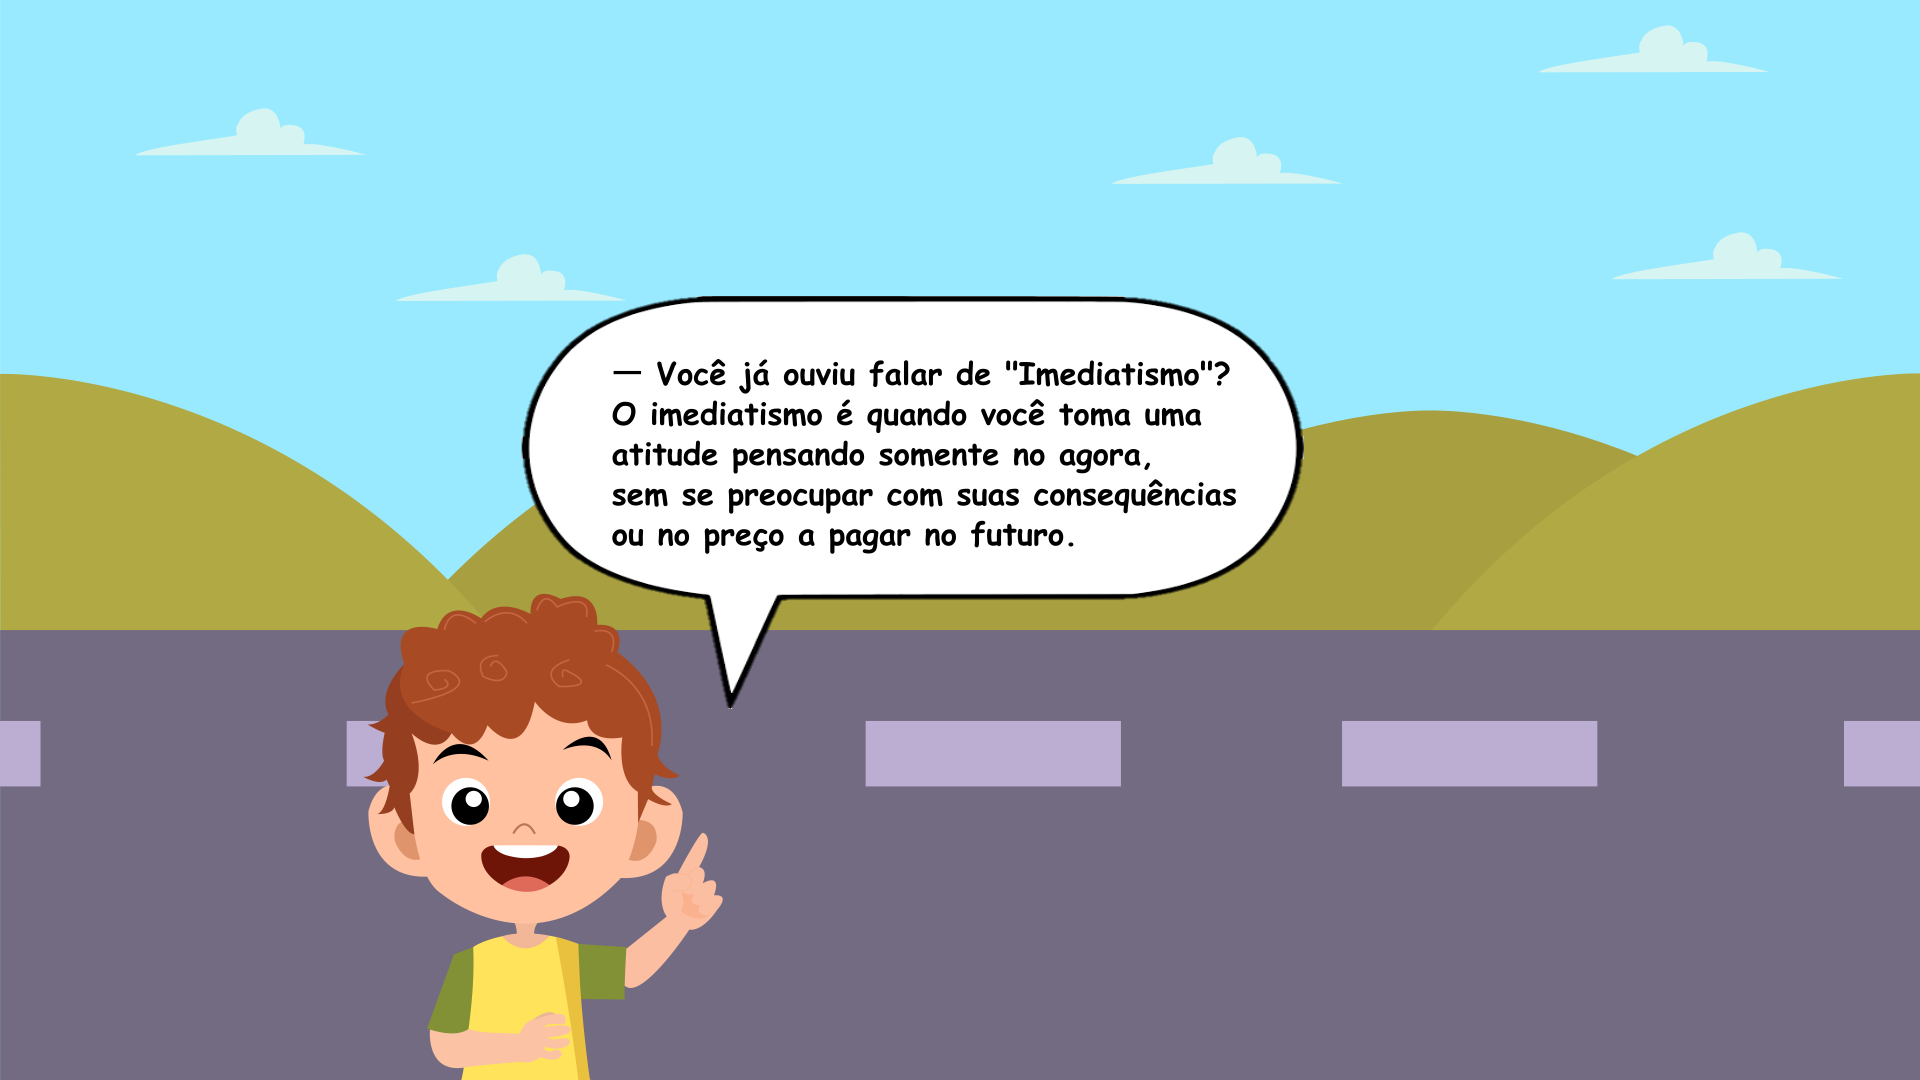 — Você já ouviu falar de "Imediatismo"?
O imediatismo é quando você toma uma
atitude pensando somente no agora,
sem se preocupar com suas consequências
ou no preço a pagar no futuro.